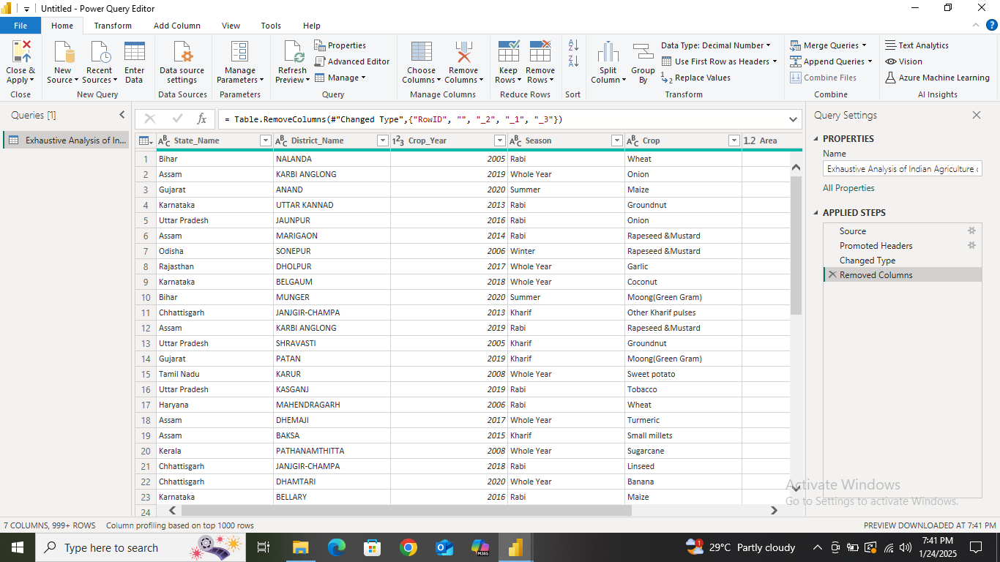 Untitled - Power Query Editor
File Home Transform Add Column View Tools Help
Close & Apply
Close
New Source
Recent Sources
Enter Data
New Query
Data source settings
Data Sources
Manage Parameters
Parameters
Refresh Preview
Properties
Advanced Editor
Manage
Query
Choose Columns
Remove Columns
Manage Columns
Keep Rows
Remove Rows
Reduce Rows
Sort
Split Column
Group By
Data Type: Decimal Number
Use First Row as Headers
Replace Values
Transform
Merge Queries
Append Queries
Combine Files
Combine
Text Analytics
Vision
Azure Machine Learning
AI Insights
Queries [1]
Exhaustive Analysis of In...
= Table.RemoveColumns(#"Changed Type",{"RowID", "", "_2", "_1", "_3"})
State_Name District_Name Crop_Year Season Crop 1.2 Area
1 Bihar NALANDA 2005 Rabi Wheat
2 Assam KARBI ANGLONG 2019 Whole Year Onion
3 Gujarat ANAND 2020 Summer Maize
4 Karnataka UTTAR KANNAD 2013 Rabi Groundnut
5 Uttar Pradesh JAUNPUR 2016 Rabi Onion
6 Assam MARIGAON 2014 Rabi Rapeseed &Mustard
7 Odisha SONEPUR 2006 Winter Rapeseed &Mustard
8 Rajasthan DHOLPUR 2017 Whole Year Garlic
9 Karnataka BELGAUM 2018 Whole Year Coconut
10 Bihar MUNGER 2020 Summer Moong(Green Gram)
11 Chhattisgarh JANJGIR-CHAMPA 2013 Kharif Other Kharif pulses
12 Assam KARBI ANGLONG 2019 Rabi Rapeseed &Mustard
13 Uttar Pradesh SHRAVASTI 2005 Kharif Groundnut
14 Gujarat PATAN 2019 Kharif Moong(Green Gram)
15 Tamil Nadu KARUR 2008 Whole Year Sweet potato
16 Uttar Pradesh KASGANJ 2019 Rabi Tobacco
17 Haryana MAHENDRAGARH 2006 Rabi Wheat
18 Assam DHEMAJI 2017 Whole Year Turmeric
19 Assam BAKSA 2015 Kharif Small millets
20 Kerala PATHANAMTHITTA 2008 Whole Year Sugarcane
21 Chhattisgarh JANJGIR-CHAMPA 2018 Rabi Linseed
22 Chhattisgarh DHAMTARI 2020 Whole Year Banana
23 Karnataka BELLARY 2016 Rabi Maize
24
Query Settings
PROPERTIES
Name
Exhaustive Analysis of Indian Agriculture
All Properties
APPLIED STEPS
Source
Promoted Headers
Changed Type
Removed Columns
Activate Windows
Go to Settings to activate Windows.
7 COLUMNS, 999+ ROWS Column profiling based on top 1000 rows
PREVIEW DOWNLOADED AT 7:41 PM
Type here to search
29°C Partly cloudy
7:41 PM
1/24/2025